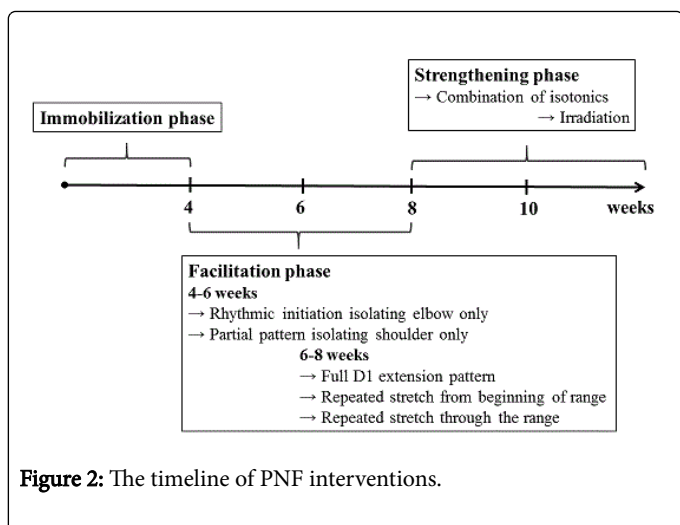 Strengthening phase
→ Combination of isotonics
→ Irradiation
Immobilization phase
4
6
8
10
weeks
Facilitation phase
4-6 weeks
→ Rhythmic initiation isolating elbow only
→ Partial pattern isolating shoulder only
6-8 weeks
→ Full D1 extension pattern
→ Repeated stretch from beginning of range
→ Repeated stretch through the range
Figure 2: The timeline of PNF interventions.